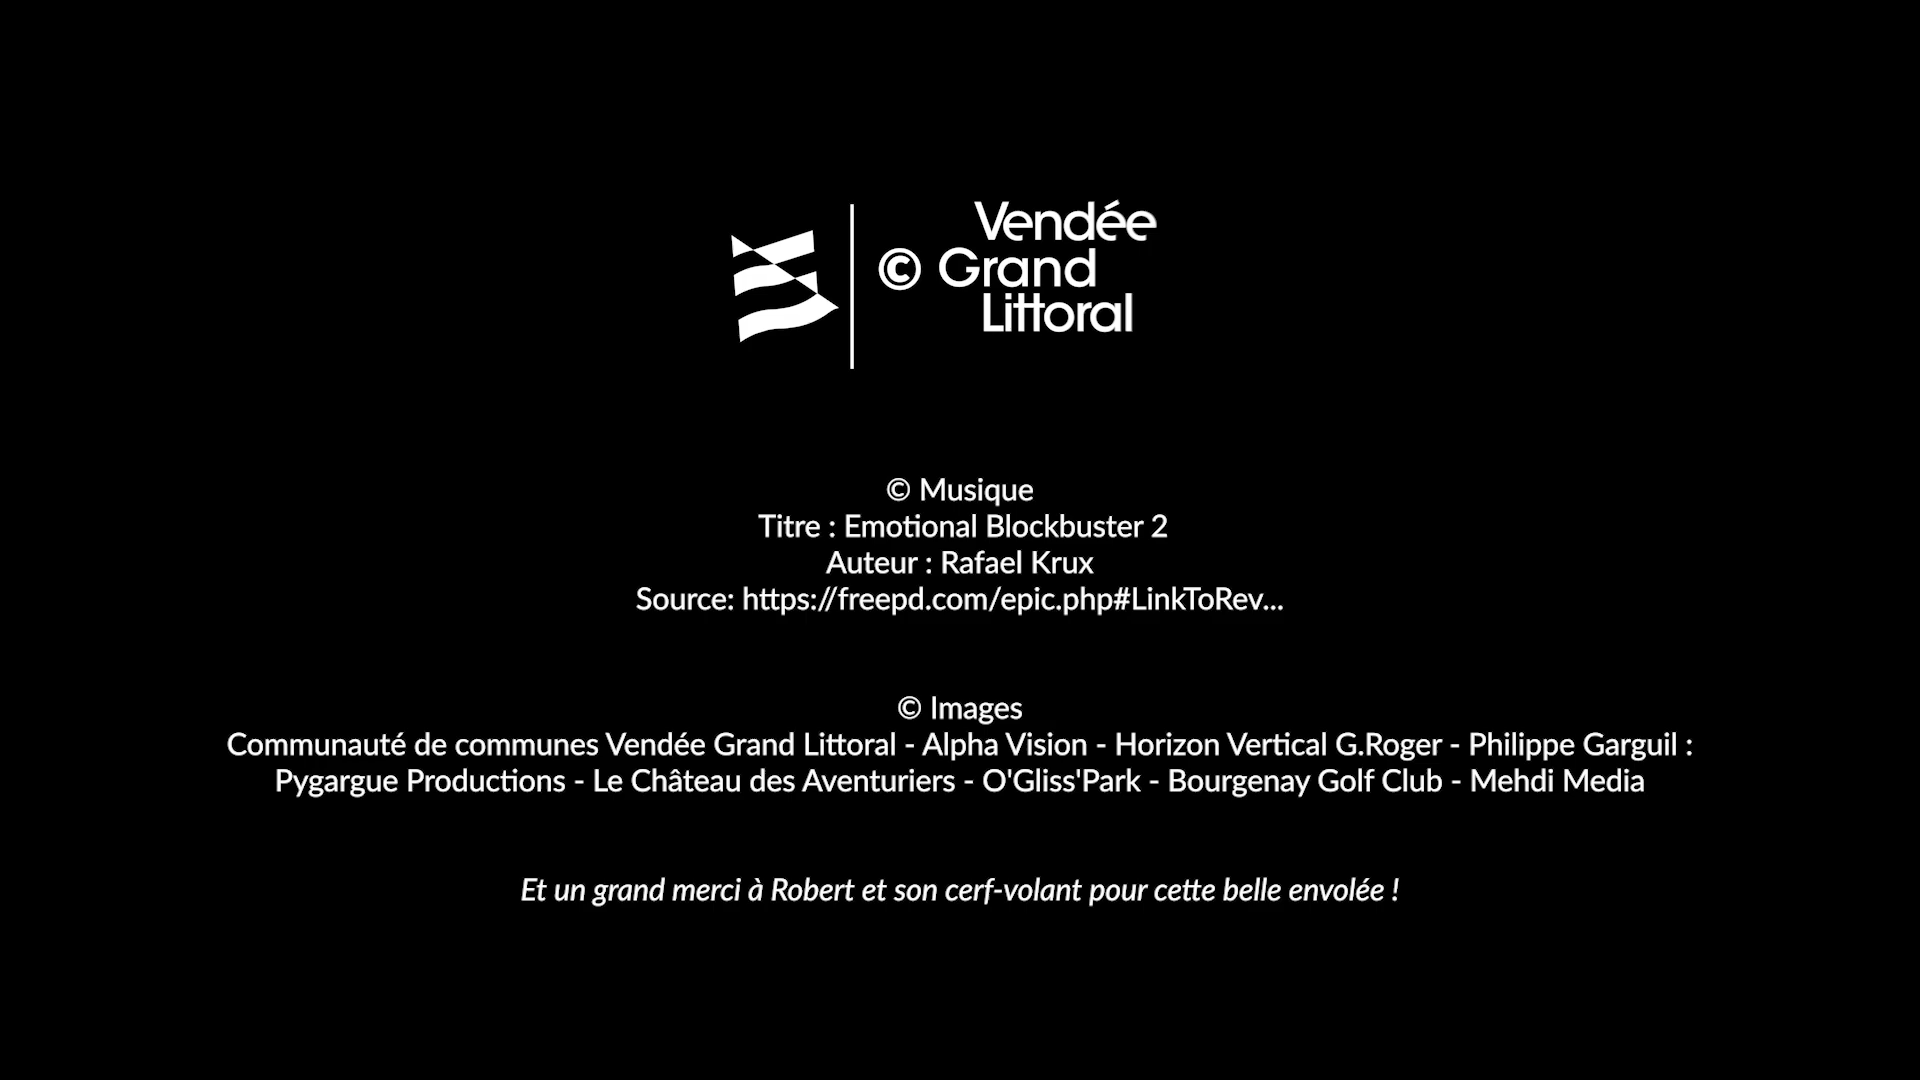 Vendée
© Grand
Littoral
© Musique
Titre : Emotional Blockbuster 2
Auteur : Rafael Krux
Source: https://freepd.com/epic.php#LinkToRev...
© Images
Communauté de communes Vendée Grand Littoral - Alpha Vision - Horizon Vertical G.Roger - Philippe Garguil :
Pygargue Productions - Le Château des Aventuriers - O'Gliss'Park - Bourgenay Golf Club - Mehdi Media
Et un grand merci à Robert et son cerf-volant pour cette belle envolée !